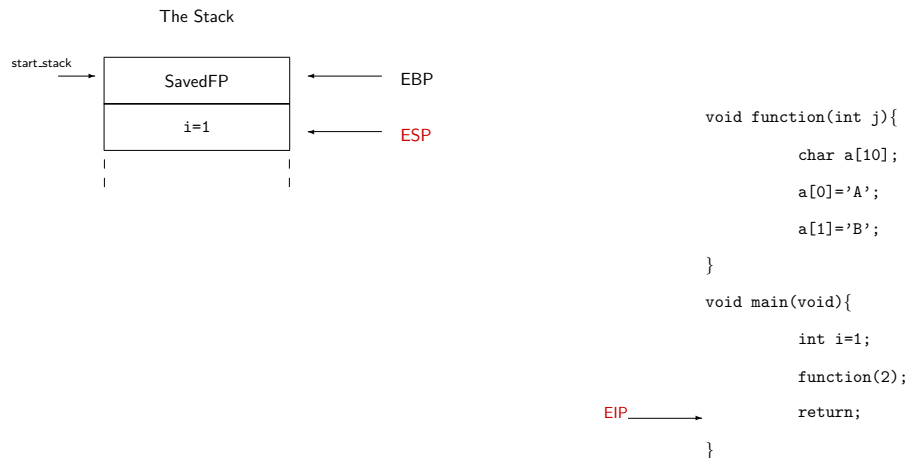 The Stack
start_stack
SavedFP
EBP
i=1
ESP
void function(int j){
char a[10];
a[0]=’A’;
a[1]=’B’;
}
void main(void){
int i=1;
function(2);
EIP
return;
}